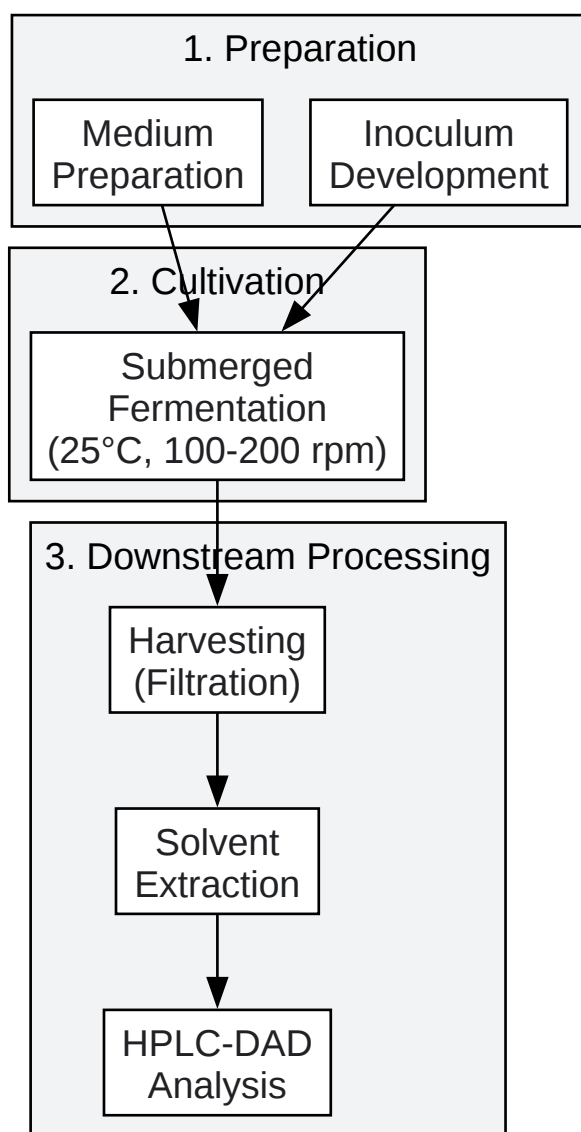 1. Preparation
Medium
Preparation
Inoculum
Development
2. Cultivation
Submerged
Fermentation
(25°C, 100-200 rpm)
3. Downstream Processing
Harvesting
(Filtration)
Solvent
Extraction
HPLC-DAD
Analysis